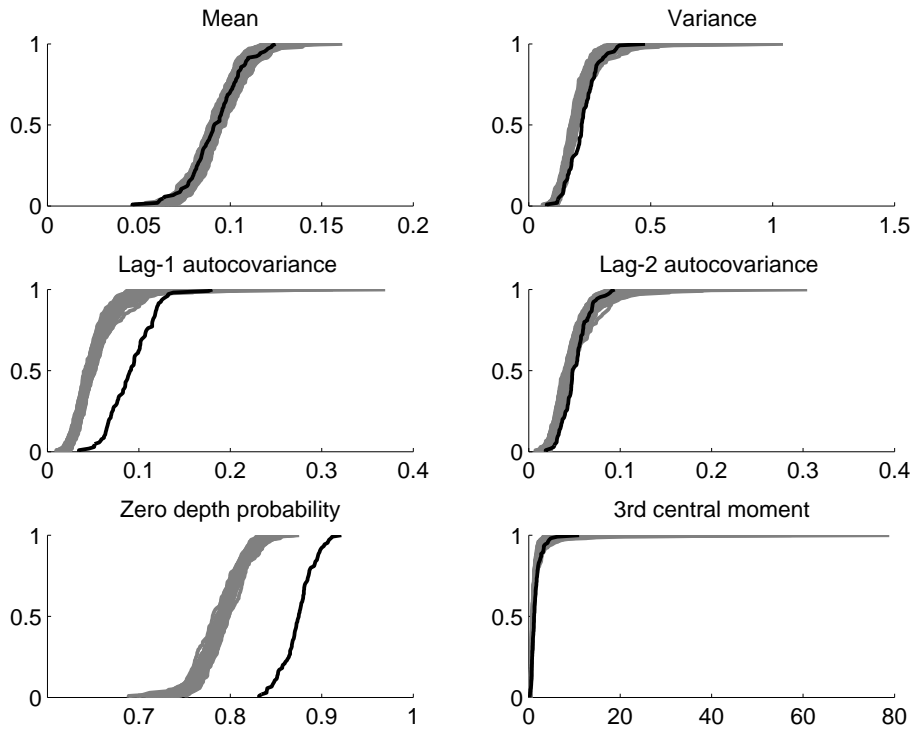 Mean
1
0.5
0
0 0.05 0.1 0.15 0.2
Variance
1
0.5
0
0 0.5 1 1.5
Lag-1 autocovariance
1
0.5
0
0 0.1 0.2 0.3 0.4
Lag-2 autocovariance
1
0.5
0
0 0.1 0.2 0.3 0.4
Zero depth probability
1
0.5
0
0.7 0.8 0.9 1
3rd central moment
1
0.5
0
0 20 40 60 80